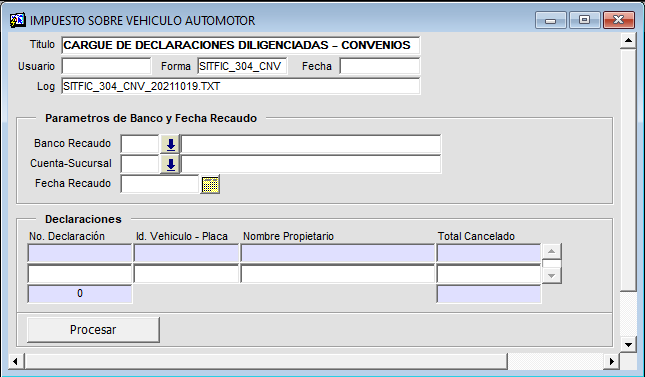 IMPUESTO SOBRE VEHICULO AUTOMOTOR
Titulo CARGUE DE DECLARACIONES DILIGENCIADAS – CONVENIOS
Usuario Forma SITFIC_304_CNV Fecha
Log SITFIC_304_CNV_20211019.TXT
Parametros de Banco y Fecha Recaudo
Banco Recaudo
Cuenta-Sucursal
Fecha Recaudo
Declaraciones
No. Declaración Id. Vehiculo - Placa Nombre Propietario Total Cancelado
0
Procesar